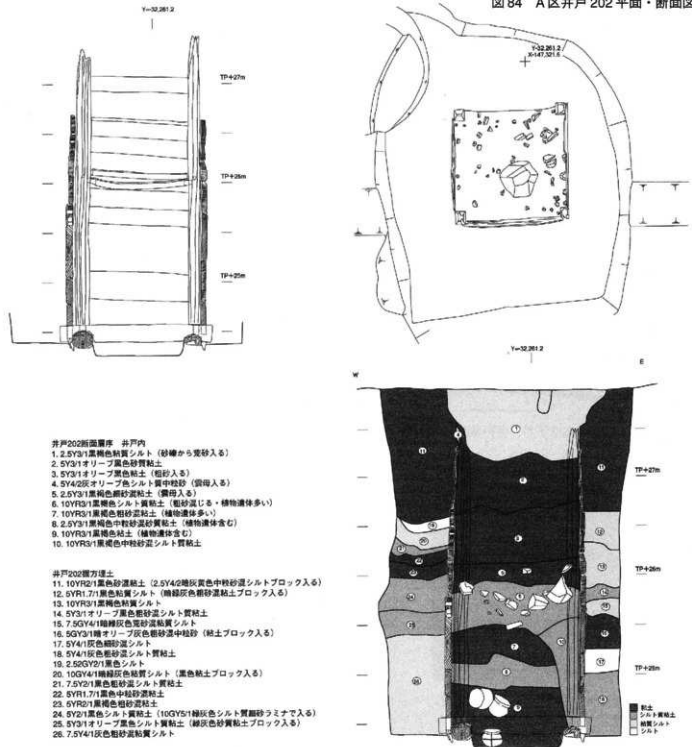 図84 A区井戸202平面・断面図
Y=-32,261.2
TP+27m
TP+26m
TP+25m
Y-32,261.2
X-147,321.5
Y=-32,261.2
W
E
TP+27m
TP+26m
TP+25m
井戸202断面層序 井戸内
1. 2.5Y3/1黒褐色粘質シルト(砂礫から荒砂入る)
2. 5Y3/1オリーブ黒色砂質粘土
3. 5Y3/1オリーブ黒色粘土(粗砂入る)
4. 5Y4/2灰オリーブ色シルト質中粒砂(雲母入る)
5. 2.5Y3/1黒褐色細砂混粘土(雲母入る)
6. 10YR3/1黒褐色シルト質粘土(粗砂混じる・植物遺体多い)
7. 10YR3/1黒褐色粗砂混粘土(植物遺体多い)
8. 2.5Y3/1黒褐色中粒砂混砂質粘土(植物遺体含む)
9. 10YR3/1黒褐色粘土(植物遺体含む)
10. 10YR3/1黒褐色中粒砂混シルト質粘土
井戸202掘方埋土
11. 10YR2/1黒色砂混粘土(2.5Y4/2暗灰黄色中粒砂混シルトブロック入る)
12. 5YR1.7/1黒色粘質シルト(暗緑灰色粗砂混粘土ブロック入る)
13. 10YR3/1黒褐色粘質シルト
14. 5Y3/1オリーブ黒色粗砂混シルト質粘土
15. 7.5GY4/1暗緑灰色荒砂混粘質シルト
16. 5GY3/1暗オリーブ灰色粗砂混中粒砂(粘土ブロック入る)
17. 5Y4/1灰色細砂混シルト
18. 5Y4/1灰色粗砂混シルト質粘土
19. 2.52GY2/1黒色シルト
20. 10GY4/1暗緑灰色粘質シルト(黒色粘土ブロック入る)
21. 7.5Y2/1黒色粗砂混シルト質粘土
22. 5YR1.7/1黒色中粒砂混粘土
23. 5YR2/1黒褐色粗砂混粘土
24. 5Y2/1黒色シルト質粘土(10GY5/1緑灰色シルト質細砂ラミナで入る)
25. 5Y3/1オリーブ黒色シルト質粘土(緑灰色砂質粘土ブロック入る)
26. 7.5Y4/1灰色粗砂混粘質シルト
粘土
シルト質粘土
粘質シルト
シルト